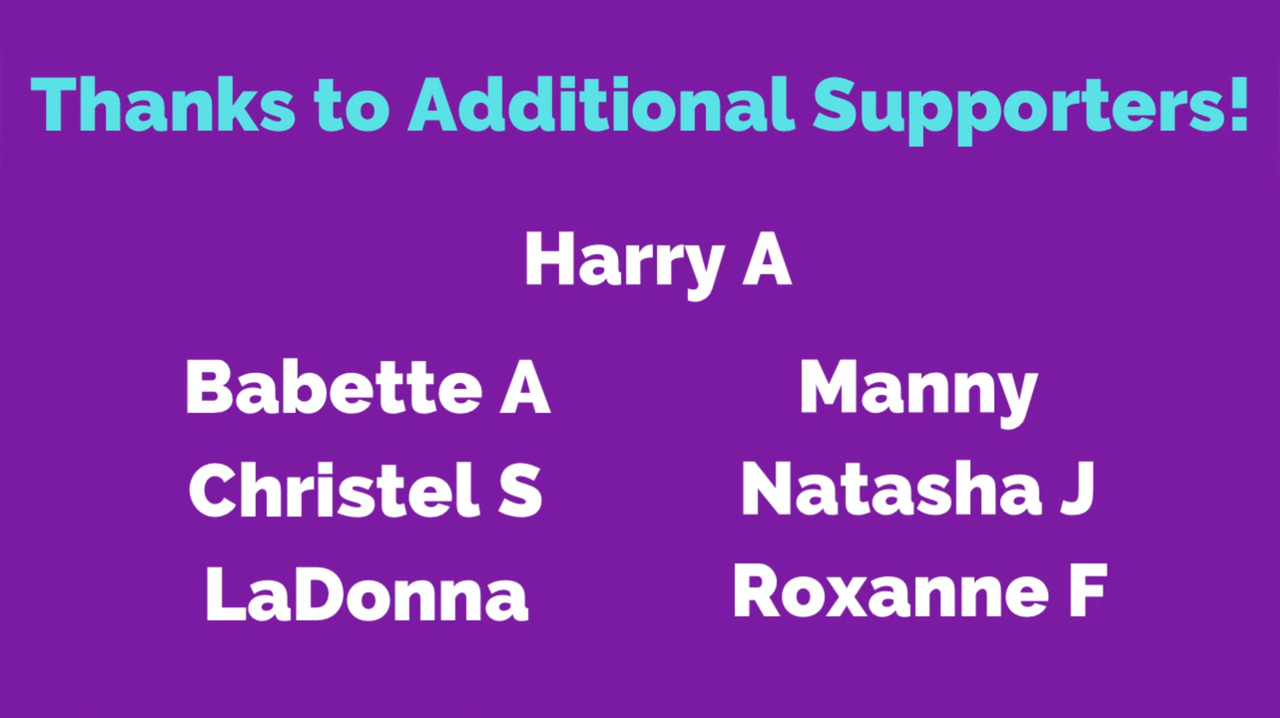 Thanks to Additional Supporters!
Harry A
Babette A
Christel S
LaDonna
Manny
Natasha J
Roxanne F